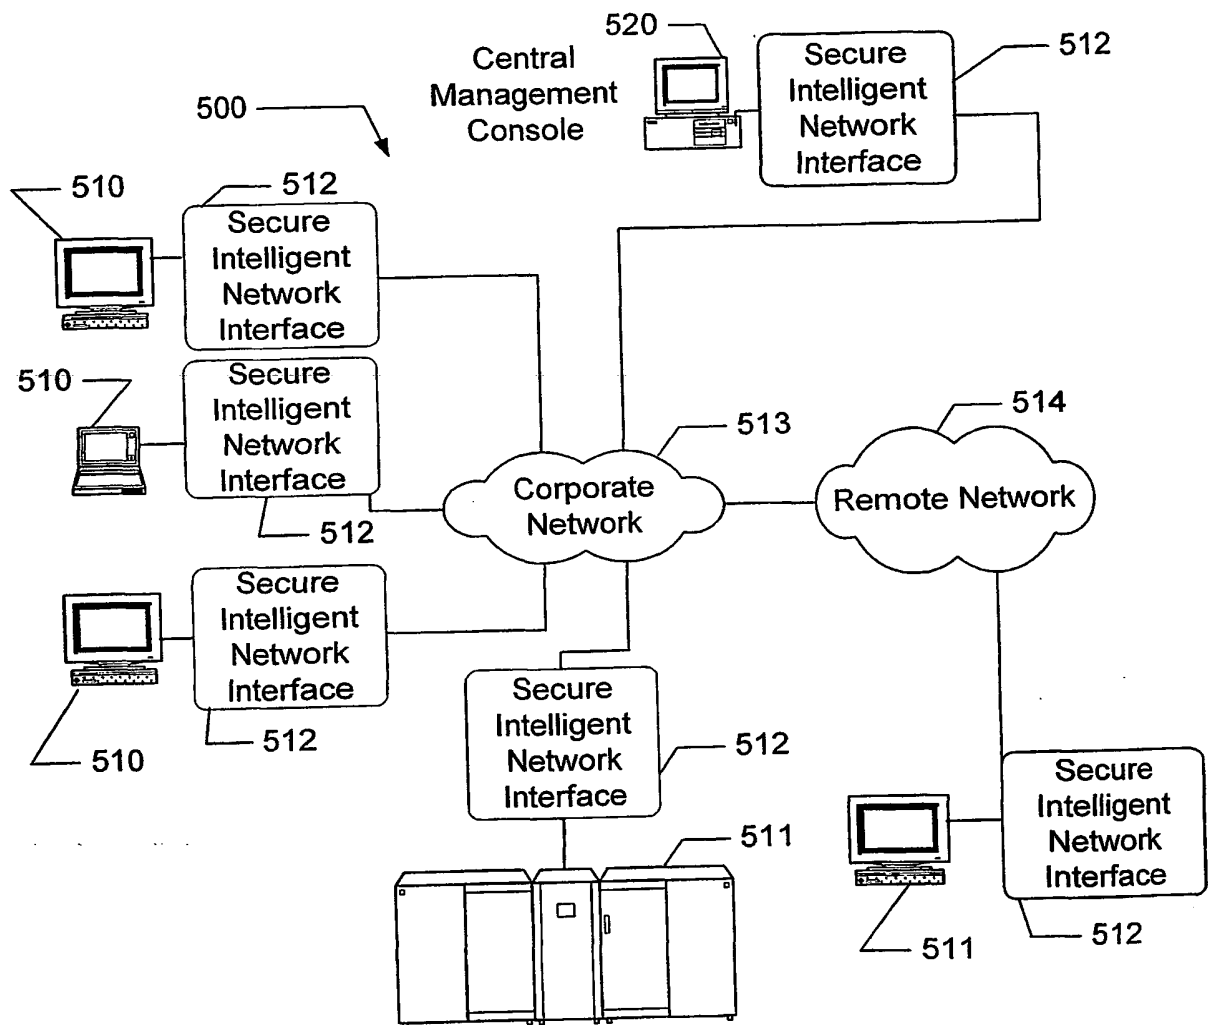 520
Central
Management
Console
Secure
Intelligent
Network
Interface
512
500
510
512
Secure
Intelligent
Network
Interface
510
Secure
Intelligent
Network
Interface
512
513
Corporate
Network
514
Remote Network
Secure
Intelligent
Network
Interface
512
510
Secure
Intelligent
Network
Interface
512
511
Secure
Intelligent
Network
Interface
512
511